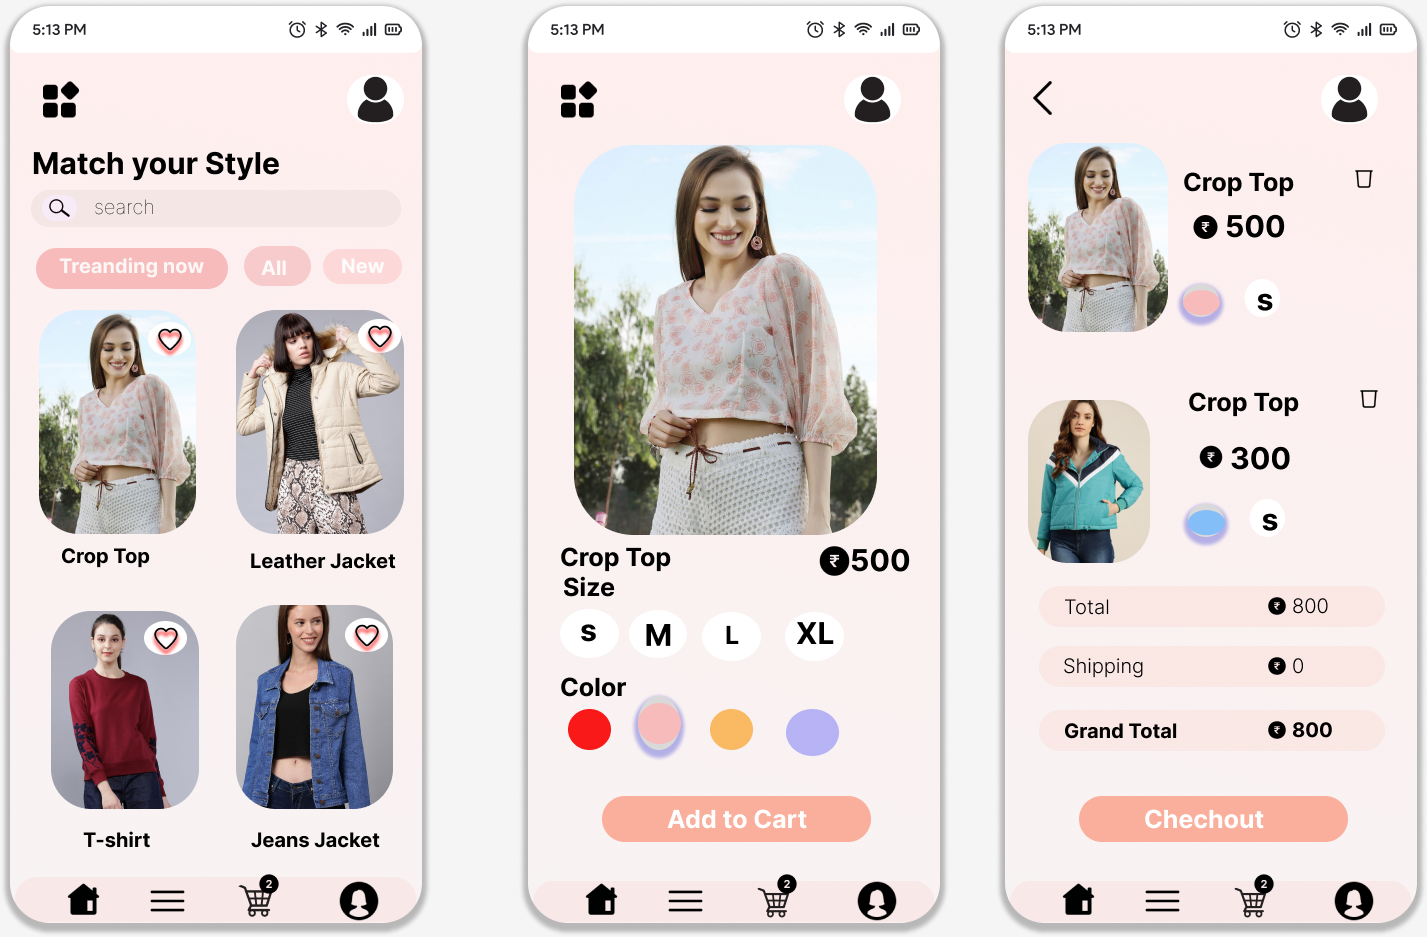 5:13 PM
Match your Style
search
Treanding now
All
New
Crop Top
Leather Jacket
T-shirt
Jeans Jacket
2
5:13 PM
Crop Top
₹500
Size
S M L XL
Color
Add to Cart
2
5:13 PM
Crop Top
₹ 500
S
Crop Top
₹ 300
S
Total ₹ 800
Shipping ₹ 0
Grand Total ₹ 800
Chechout
2